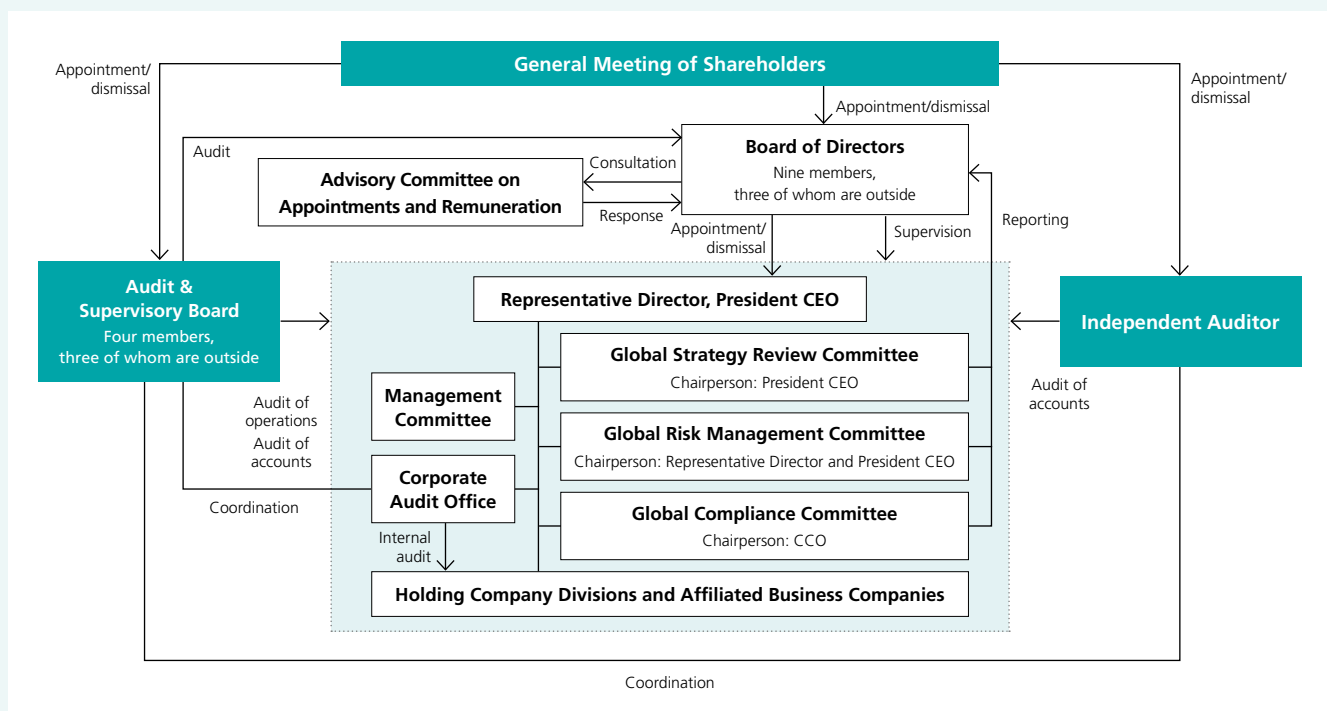 General Meeting of Shareholders
Appointment/
dismissal
Appointment/dismissal
Appointment/
dismissal
Audit
Board of Directors
Nine members,
three of whom are outside
Consultation
Advisory Committee on
Appointments and Remuneration
Response
Appointment/
dismissal
Supervision
Reporting
Audit &
Supervisory Board
Four members,
three of whom are outside
Representative Director, President CEO
Independent Auditor
Global Strategy Review Committee
Chairperson: President CEO
Management
Committee
Audit of
operations
Audit of
accounts
Audit of
accounts
Global Risk Management Committee
Chairperson: Representative Director and President CEO
Corporate
Audit Office
Coordination
Global Compliance Committee
Chairperson: CCO
Internal
audit
Holding Company Divisions and Affiliated Business Companies
Coordination